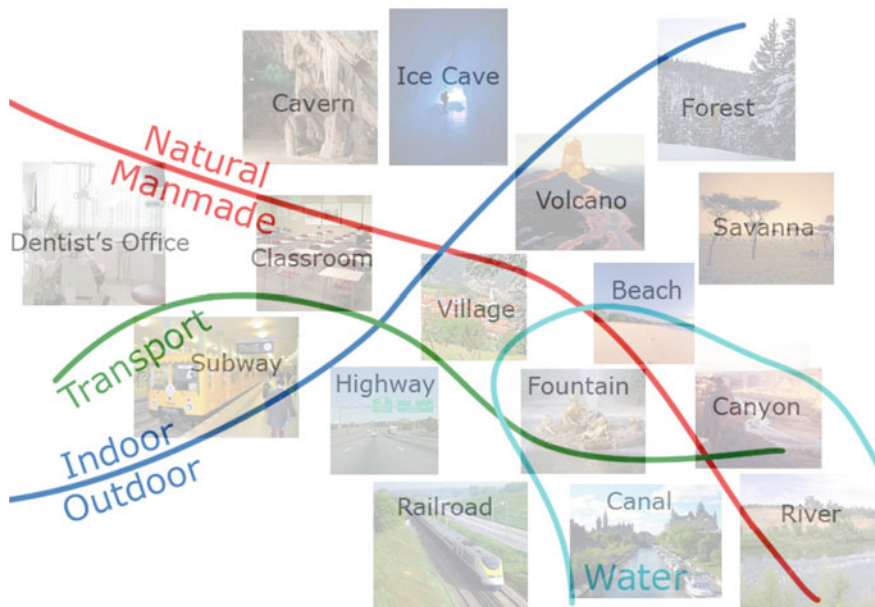 Ice Cave
Cavern
Forest
Natural
Manmade
Volcano
Savanna
Dentist's Office
Classroom
Village
Beach
Transport
Subway
Highway
Fountain
Canyon
Indoor
Outdoor
Railroad
Canal
River
Water